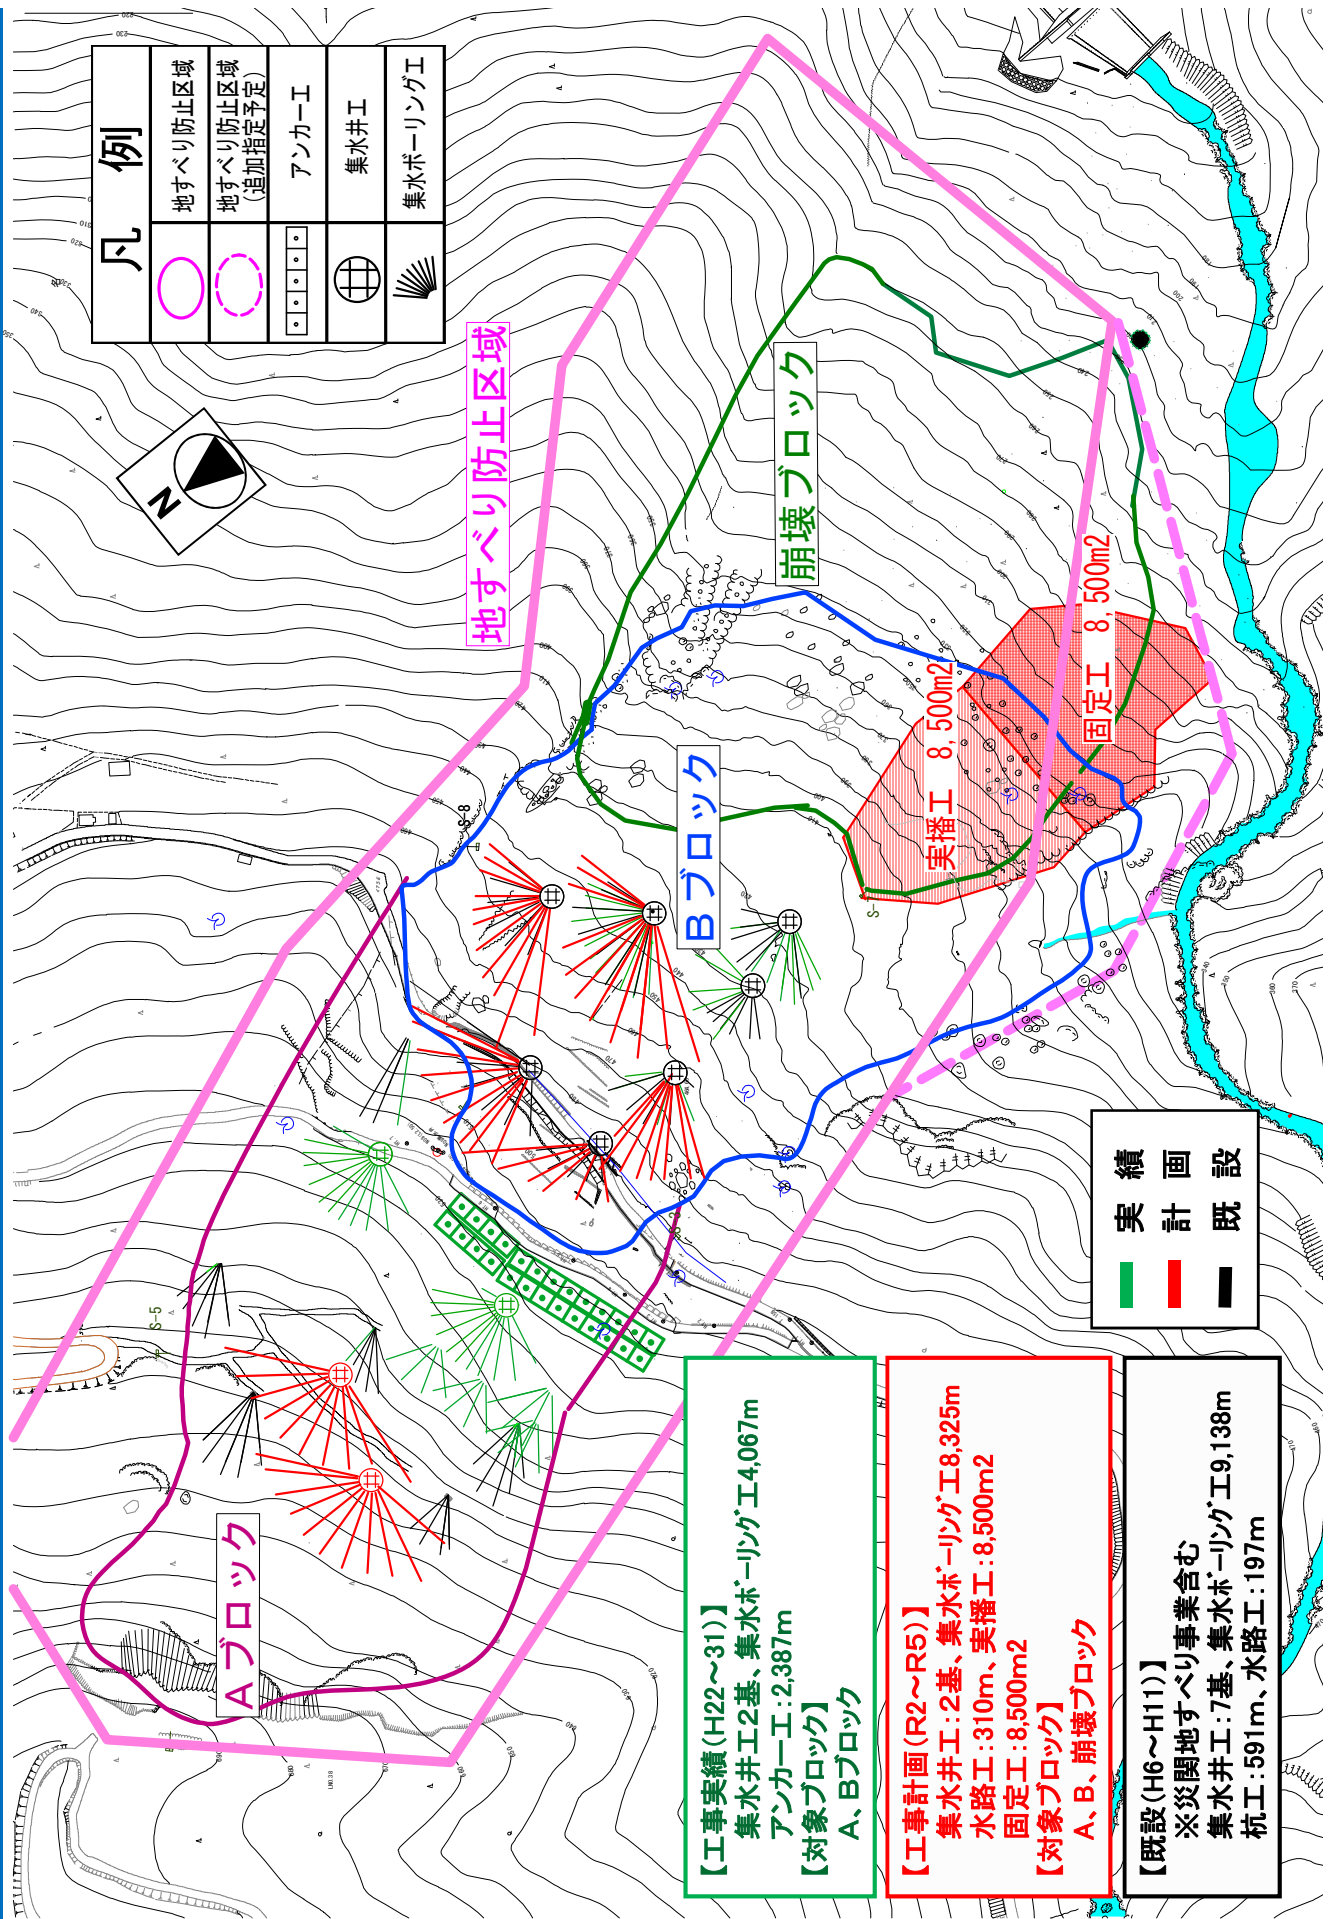 凡 例
地すべり防止区域
地すべり防止区域
(追加指定予定)
アンカー工
集水井工
集水ボーリング工
N
地すべり防止区域
崩壊ブロック
Bブロック
Aブロック
実播工 8,500m2
固定工 8,500m2
S-8
S-5
実 績
計 画
既 設
【工事実績(H22～31)】
集水井工2基、集水ボーリング工4,067m
アンカー工:2,387m
【対象ブロック】
A、Bブロック
【工事計画(R2～R5)】
集水井工:2基、集水ボーリング工8,325m
水路工:310m、実播工:8,500m2
固定工:8,500m2
【対象ブロック】
A、B、崩壊ブロック
【既設(H6～H11)】
※災関地すべり事業含む
集水井工:7基、集水ボーリング工9,138m
杭工:591m、水路工:197m